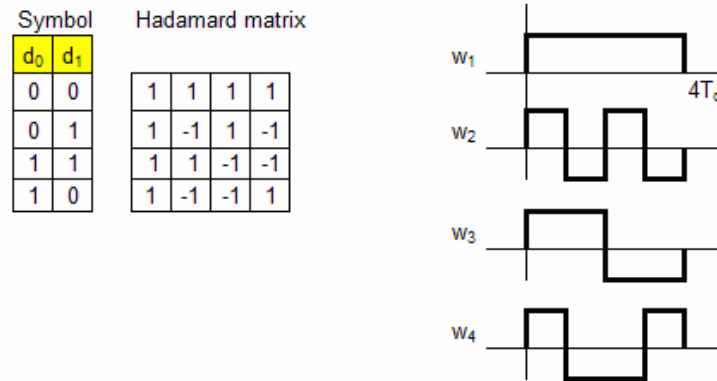 Symbol Hadamard matrix
d₀ d₁
0 0 1 1 1 1
0 1 1 -1 1 -1
1 1 1 1 -1 -1
1 0 1 -1 -1 1
w₁
4T
w₂
w₃
w₄